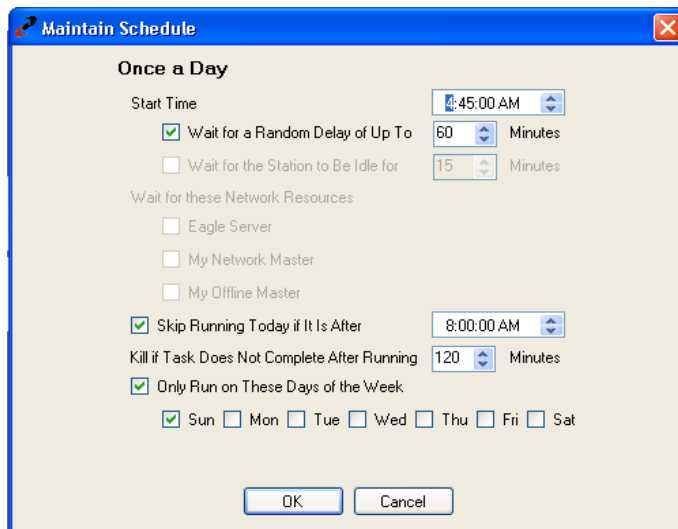 Maintain Schedule
Once a Day
Start Time 4:45:00 AM
Wait for a Random Delay of Up To 60 Minutes
Wait for the Station to Be Idle for 15 Minutes
Wait for these Network Resources
Eagle Server
My Network Master
My Offline Master
Skip Running Today if It Is After 8:00:00 AM
Kill if Task Does Not Complete After Running 120 Minutes
Only Run on These Days of the Week
Sun Mon Tue Wed Thu Fri Sat
OK Cancel